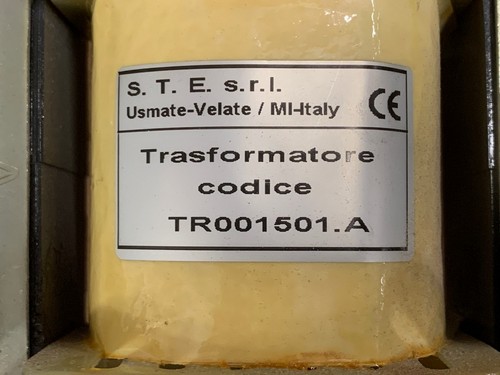 S. T. E. s.r.l.
Usmate-Velate / MI-Italy CE
Trasformatore
codice
TR001501.A